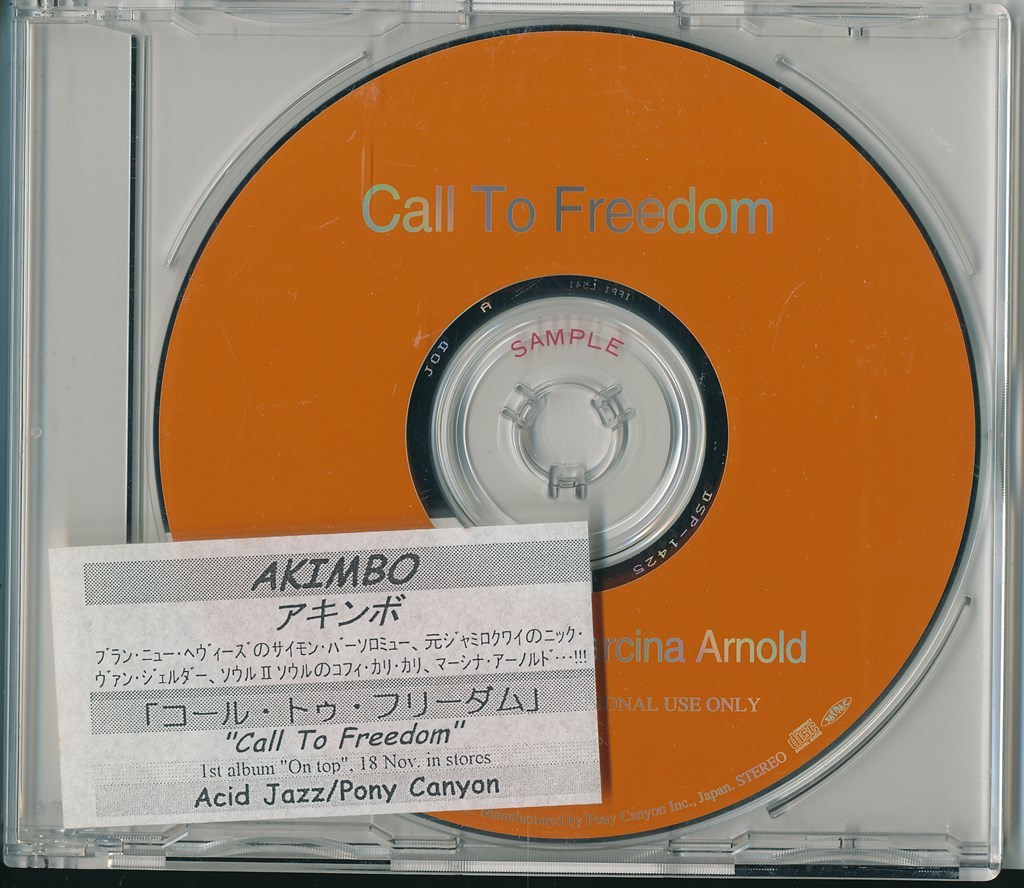 Call To Freedom
IFPI L541
JOD A
SAMPLE
DSP-1425
rcina Arnold
ONAL USE ONLY
Manufactured by Pony Canyon Inc., Japan. STEREO
AKIMBO
アキンボ
ブラン・ニュー・ヘヴィーズのサイモン・バーソロミュー、元ジャミロクワイのニック・
ヴァン・ジェルダー、ソウルⅡソウルのコフィ・カリ・カリ、マーシナ・アーノルド…!!!
「コール・トゥ・フリーダム」
"Call To Freedom"
1st album "On top", 18 Nov. in stores
Acid Jazz/Pony Canyon